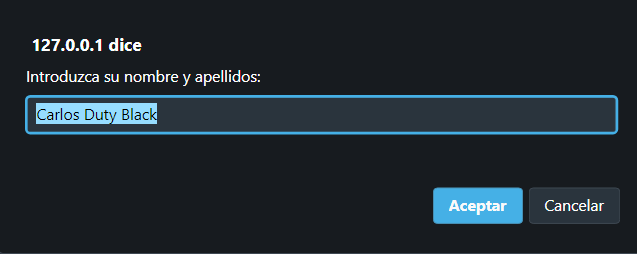 127.0.0.1 dice
Introduzca su nombre y apellidos:
Carlos Duty Black
Aceptar Cancelar